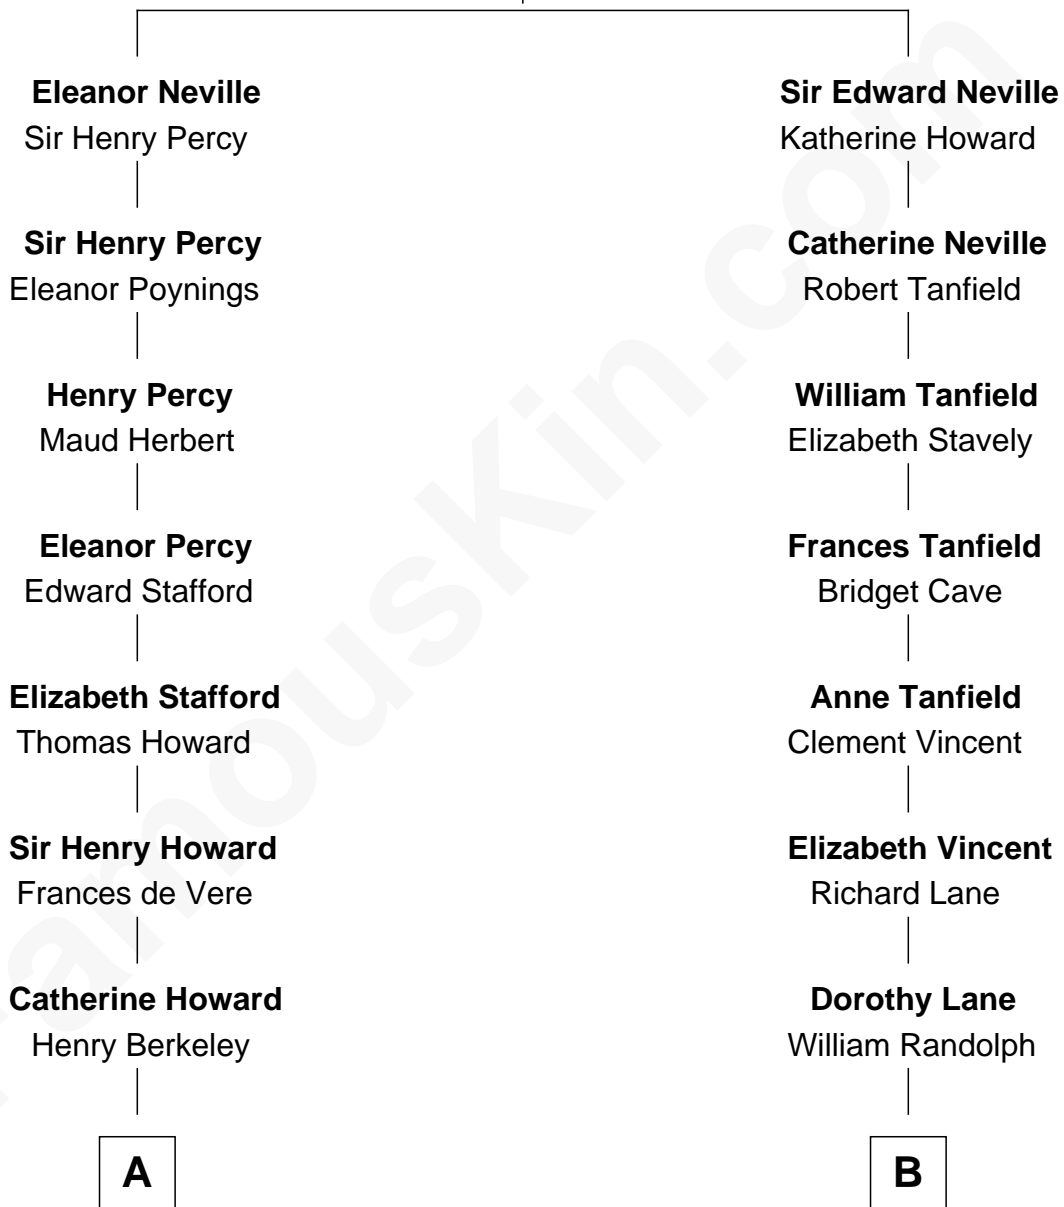 Eleanor Neville
Sir Henry Percy
Sir Henry Percy
Eleanor Poynings
Henry Percy
Maud Herbert
Eleanor Percy
Edward Stafford
Elizabeth Stafford
Thomas Howard
Sir Henry Howard
Frances de Vere
Catherine Howard
Henry Berkeley
A
Sir Edward Neville
Katherine Howard
Catherine Neville
Robert Tanfield
William Tanfield
Elizabeth Stavely
Frances Tanfield
Bridget Cave
Anne Tanfield
Clement Vincent
Elizabeth Vincent
Richard Lane
Dorothy Lane
William Randolph
B
FamousKin.com